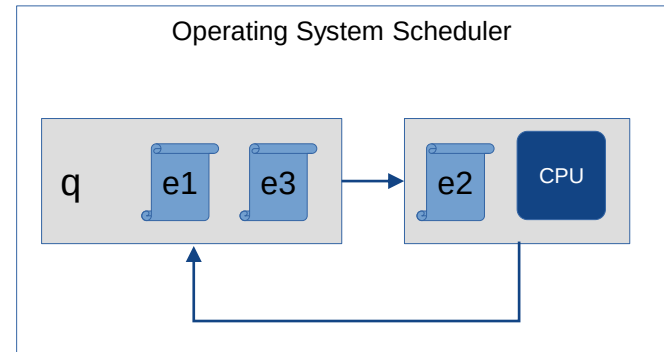 Operating System Scheduler
q e1 e3 e2 CPU